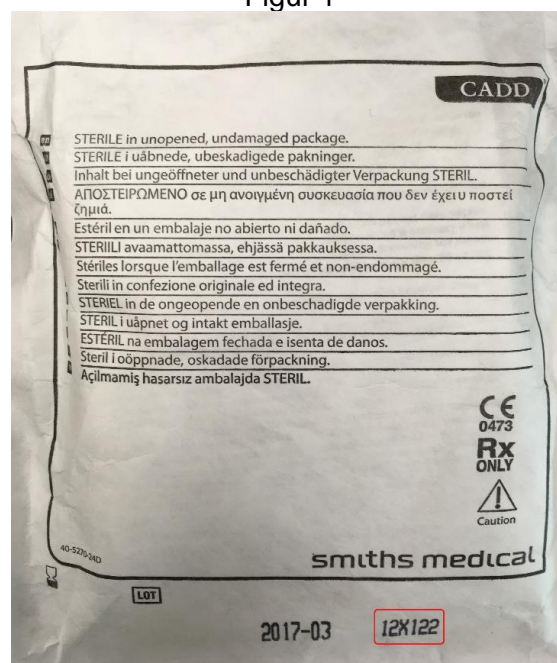 Figur 1
CADD
STERILE in unopened, undamaged package.
STERILE i uåbnede, ubeskadigede pakninger.
Inhalt bei ungeöffneter und unbeschädigter Verpackung STERIL.
ΑΠΟΣΤΕΙΡΩΜΕΝΟ σε μη ανοιγμένη συσκευασία που δεν έχειυ ποστεί
ζημιά.
Estéril en un embalaje no abierto ni dañado.
STERIILI avaamattomassa, ehjässä pakkauksessa.
Stériles lorsque l'emballage est fermé et non-endommagé.
Sterili in confezione originale ed integra.
STERIEL in de ongeopende en onbeschadigde verpakking.
STERIL i uåpnet og intakt emballasje.
ESTÉRIL na embalagem fechada e isenta de danos.
Steril i oöppnade, oskadade förpackning.
Açilmamiş hasarsız ambalajda STERIL.
CE
0473
Rx
ONLY
Caution
40-5270-24D
smiths medical
LOT
2017-03 12X122